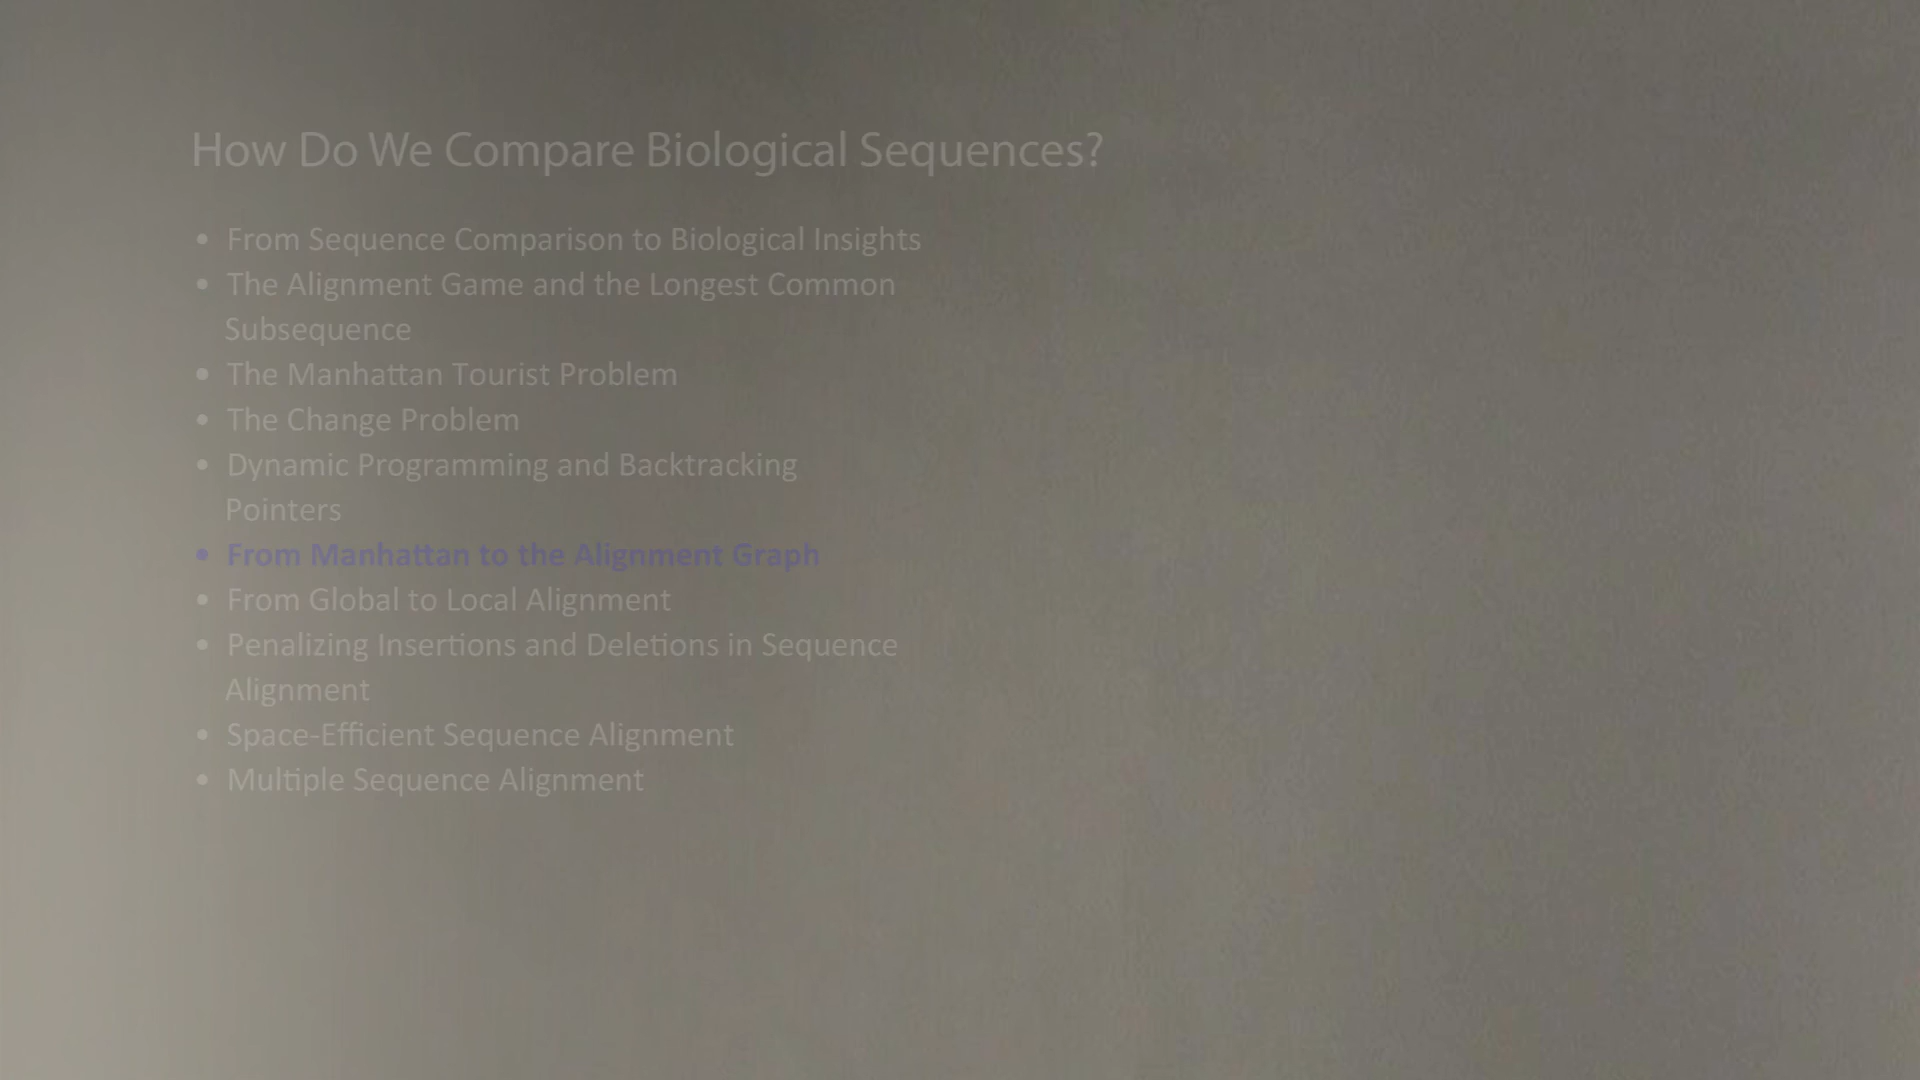 How Do We Compare Biological Sequences?
• From Sequence Comparison to Biological Insights
• The Alignment Game and the Longest Common
Subsequence
• The Manhattan Tourist Problem
• The Change Problem
• Dynamic Programming and Backtracking
Pointers
• From Manhattan to the Alignment Graph
• From Global to Local Alignment
• Penalizing Insertions and Deletions in Sequence
Alignment
• Space-Efficient Sequence Alignment
• Multiple Sequence Alignment